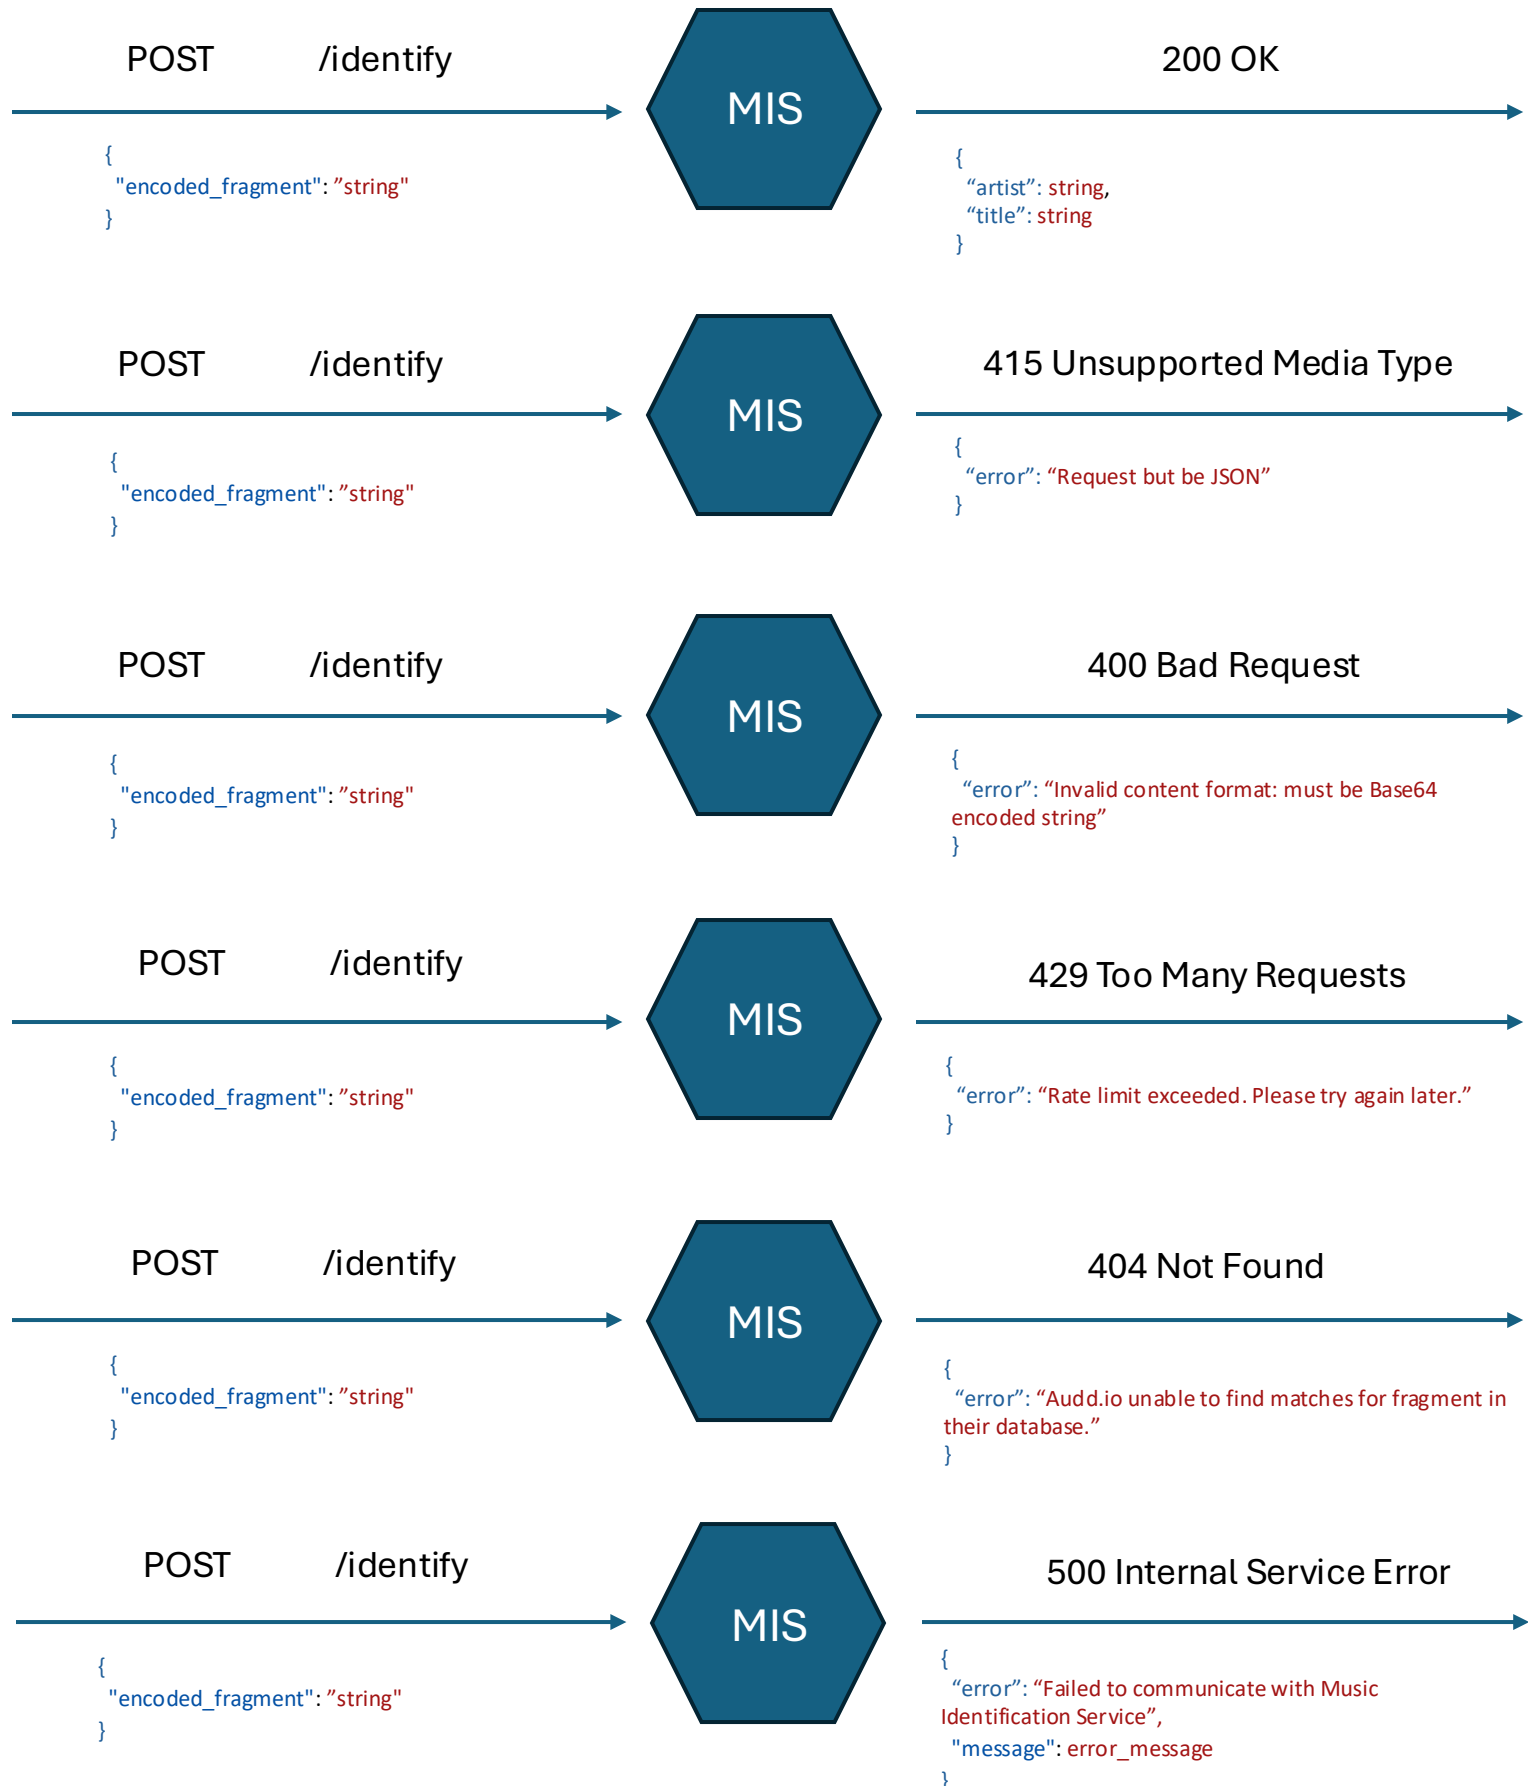 POST /identify
{
"encoded_fragment": ”string"
}
MIS
200 OK
{
“artist”: string,
“title”: string
}
POST /identify
{
"encoded_fragment": ”string"
}
MIS
415 Unsupported Media Type
{
“error”: “Request but be JSON”
}
POST /identify
{
"encoded_fragment": ”string"
}
MIS
400 Bad Request
{
“error”: “Invalid content format: must be Base64
encoded string”
}
POST /identify
{
"encoded_fragment": ”string"
}
MIS
429 Too Many Requests
{
“error”: “Rate limit exceeded. Please try again later.”
}
POST /identify
{
"encoded_fragment": ”string"
}
MIS
404 Not Found
{
“error”: “Audd.io unable to find matches for fragment in
their database.”
}
POST /identify
{
"encoded_fragment": ”string"
}
MIS
500 Internal Service Error
{
“error”: “Failed to communicate with Music
Identification Service”,
"message": error_message
}